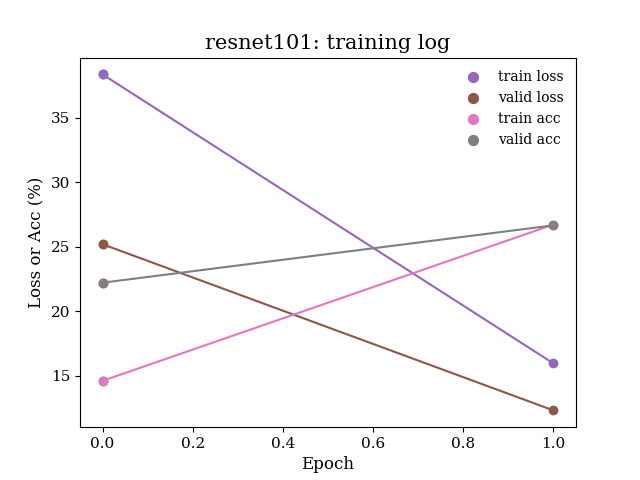 resnet101: training log
train loss
valid loss
train acc
valid acc
35
30
25
20
15
Loss or Acc (%)
0.0 0.2 0.4 0.6 0.8 1.0
Epoch